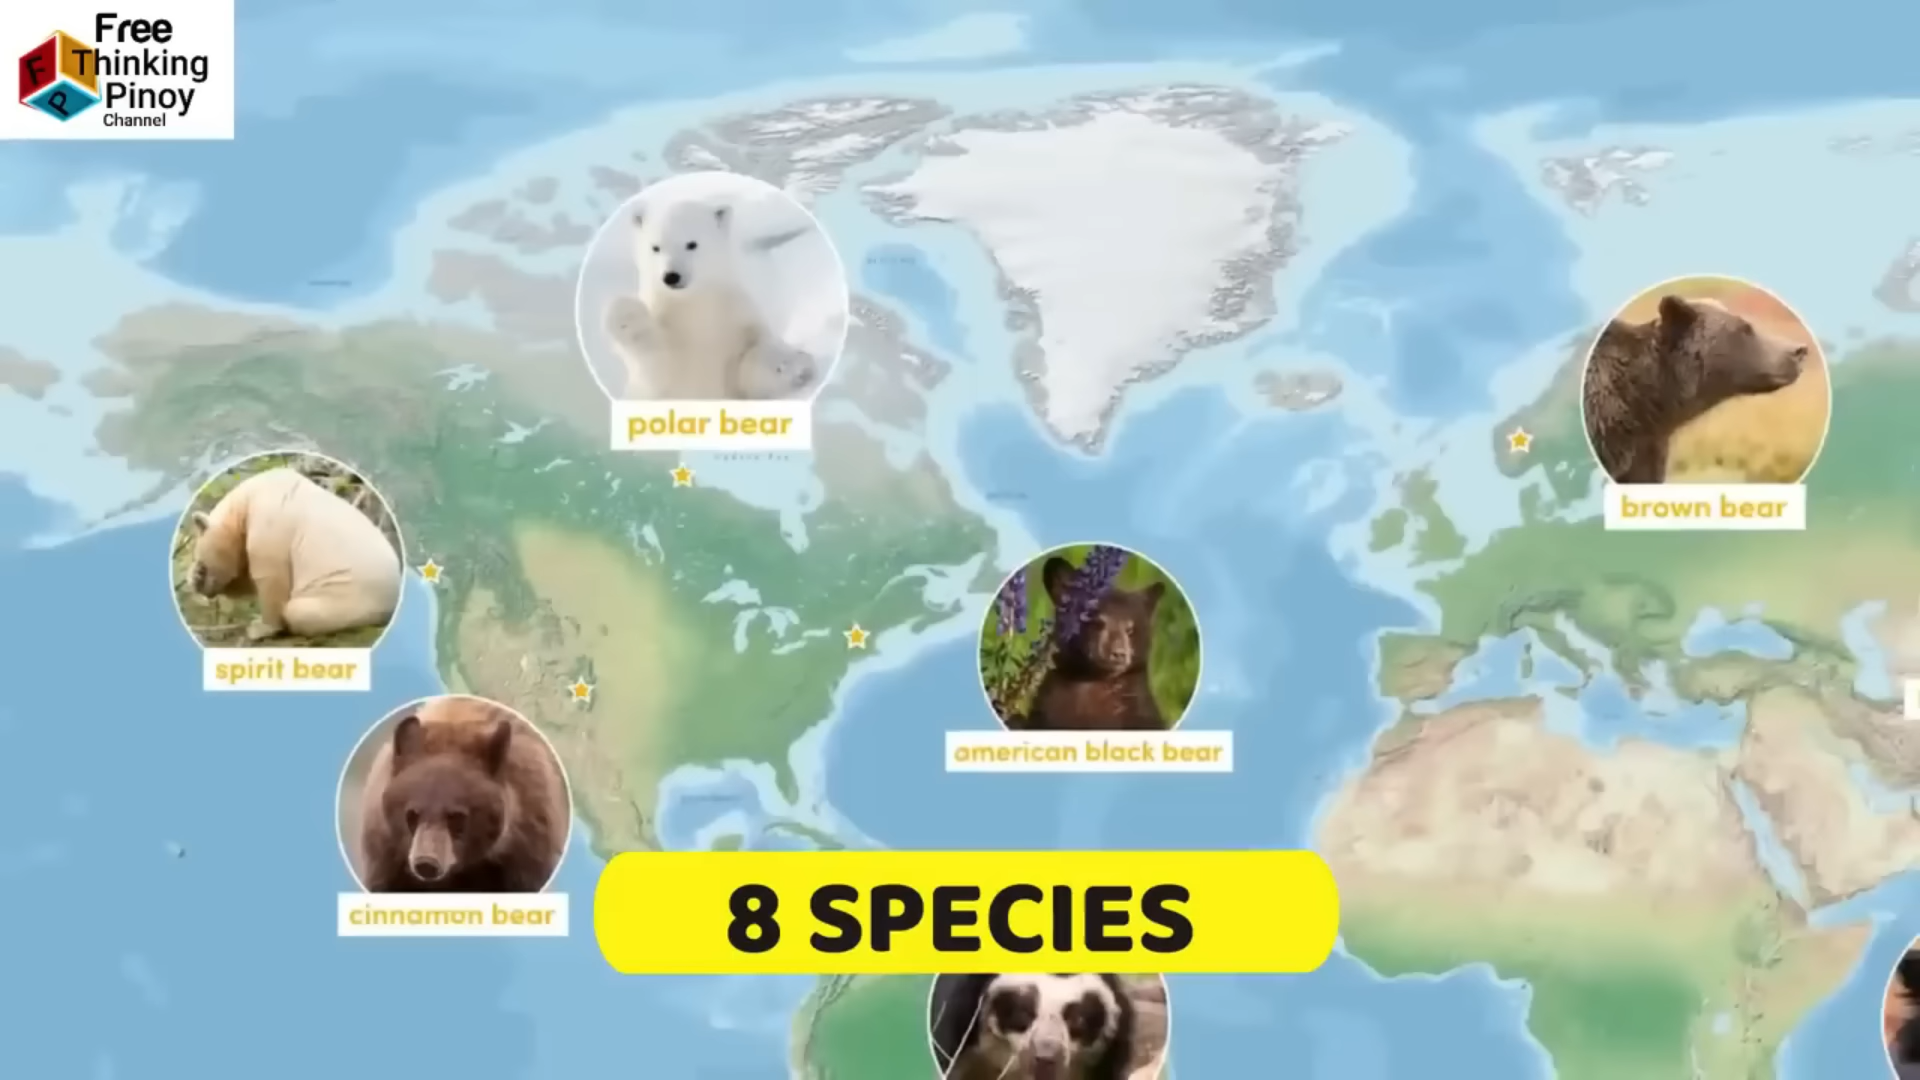 Free
Thinking
Pinoy
Channel
F
P
polar bear
brown bear
spirit bear
american black bear
cinnamon bear
8 SPECIES